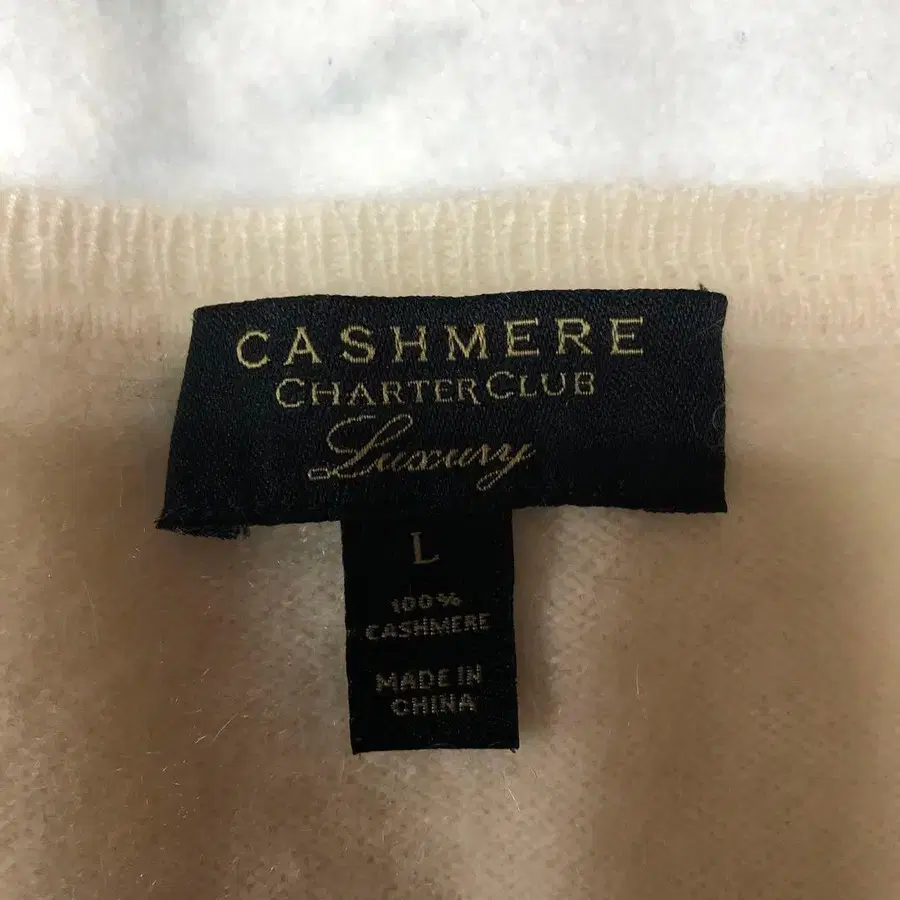 CASHMERE
CHARTER CLUB
Luxury
L
100%
CASHMERE
MADE IN
CHINA